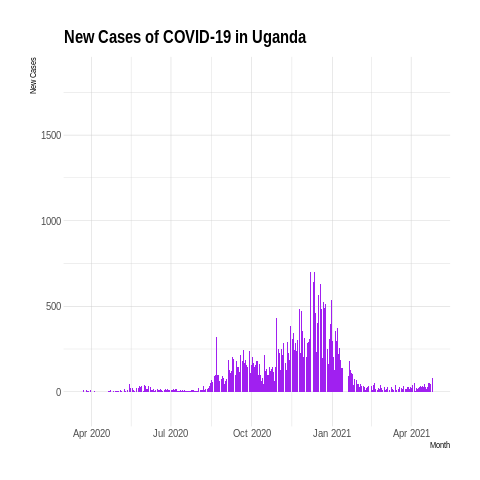 New Cases of COVID-19 in Uganda
New Cases
1500
1000
500
0
Apr 2020 Jul 2020 Oct 2020 Jan 2021 Apr 2021
Month